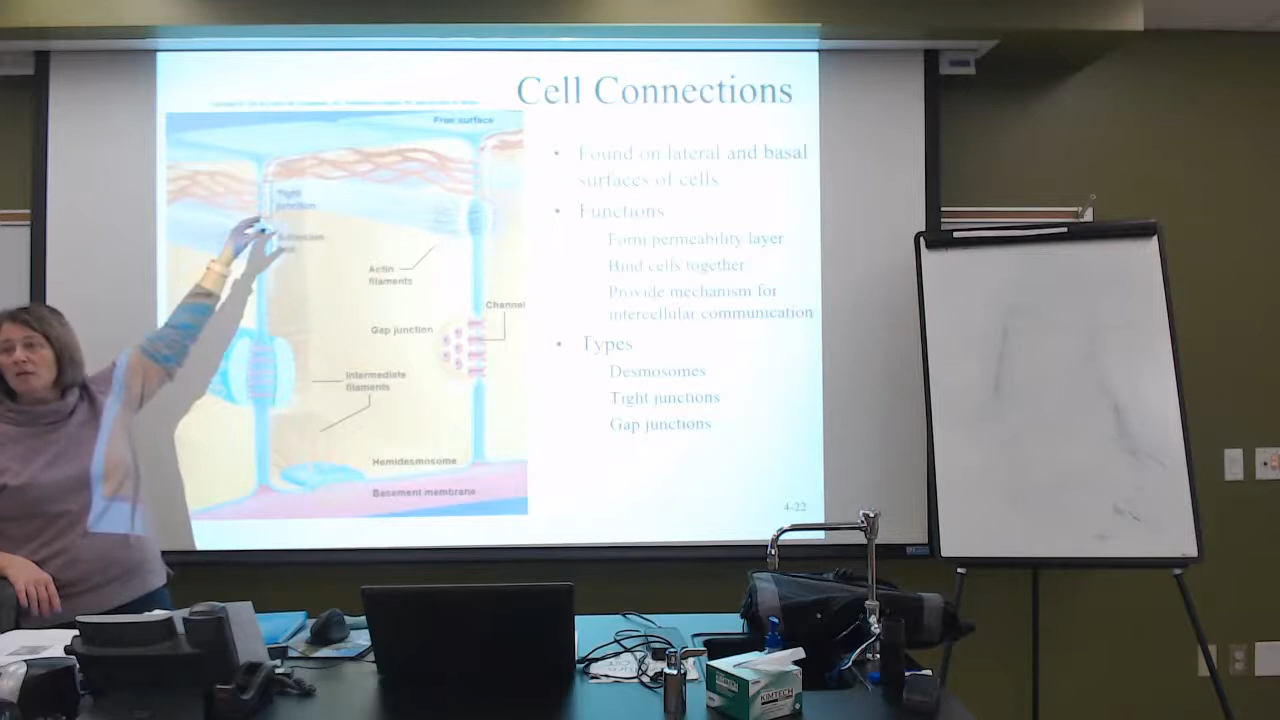 Cell Connections
Free surface
Tight
junction
Actin
filaments
Channel
Gap junction
Intermediate
filaments
Hemidesmosome
Basement membrane
• Found on lateral and basal
surfaces of cells
• Functions
Form permeability layer
Bind cells together
Provide mechanism for
intercellular communication
• Types
Desmosomes
Tight junctions
Gap junctions
4-22
KIMTECH